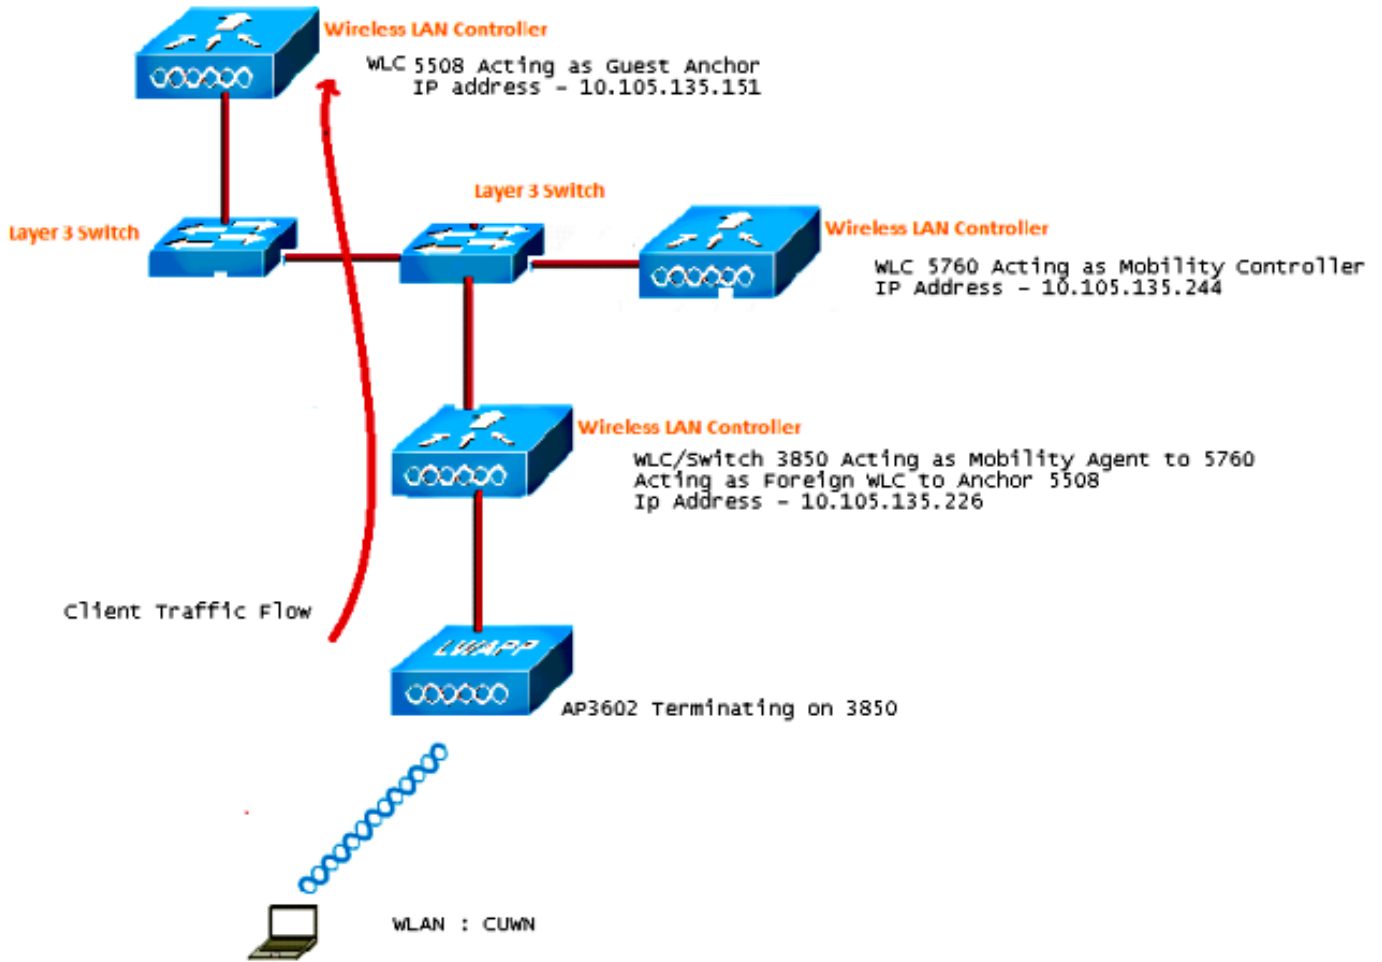 Wireless LAN Controller
WLC 5508 Acting as Guest Anchor
IP address – 10.105.135.151
Layer 3 Switch
Layer 3 Switch
Wireless LAN Controller
WLC 5760 Acting as Mobility Controller
IP Address – 10.105.135.244
Wireless LAN Controller
WLC/Switch 3850 Acting as Mobility Agent to 5760
Acting as Foreign WLC to Anchor 5508
Ip Address – 10.105.135.226
Client Traffic Flow
LWAPP
AP3602 Terminating on 3850
WLAN : CUWN